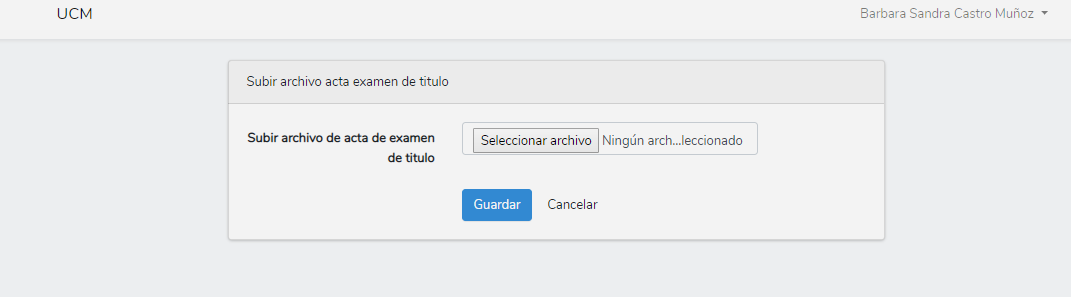 UCM
Barbara Sandra Castro Muñoz
Subir archivo acta examen de titulo
Subir archivo de acta de examen
de titulo
Seleccionar archivo Ningún arch...leccionado
Guardar Cancelar